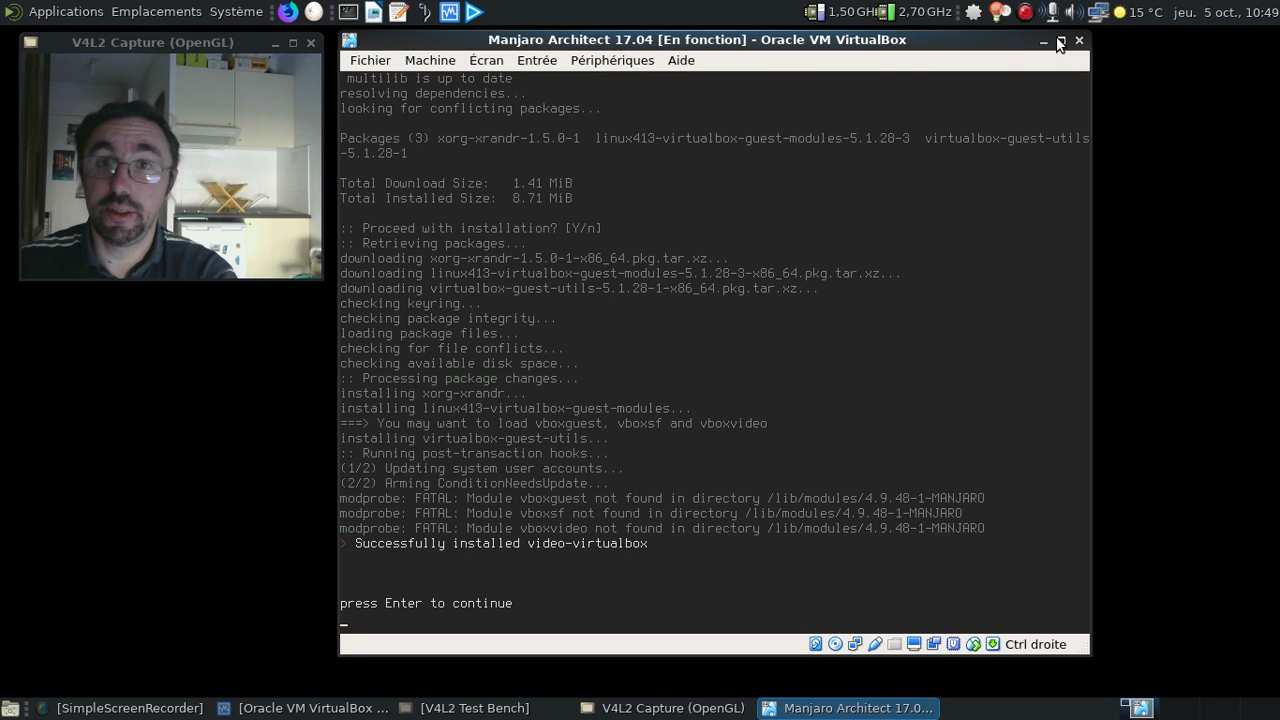 Applications Emplacements Système
1,50 GHz 2,70 GHz 15 °C jeu. 5 oct., 10:49
V4L2 Capture (OpenGL)
Manjaro Architect 17.04 [En fonction] - Oracle VM VirtualBox
Fichier Machine Écran Entrée Périphériques Aide
multilib is up to date
resolving dependencies...
looking for conflicting packages...
Packages (3) xorg-xrandr-1.5.0-1  linux413-virtualbox-guest-modules-5.1.28-3  virtualbox-guest-utils
-5.1.28-1
Total Download Size:   1.41 MiB
Total Installed Size:  8.71 MiB
:: Proceed with installation? [Y/n]
:: Retrieving packages...
downloading xorg-xrandr-1.5.0-1-x86_64.pkg.tar.xz...
downloading linux413-virtualbox-guest-modules-5.1.28-3-x86_64.pkg.tar.xz...
downloading virtualbox-guest-utils-5.1.28-1-x86_64.pkg.tar.xz...
checking keyring...
checking package integrity...
loading package files...
checking for file conflicts...
checking available disk space...
:: Processing package changes...
installing xorg-xrandr...
installing linux413-virtualbox-guest-modules...
===> You may want to load vboxguest, vboxsf and vboxvideo
installing virtualbox-guest-utils...
:: Running post-transaction hooks...
(1/2) Updating system user accounts...
(2/2) Arming ConditionNeedsUpdate...
modprobe: FATAL: Module vboxguest not found in directory /lib/modules/4.9.48-1-MANJARO
modprobe: FATAL: Module vboxsf not found in directory /lib/modules/4.9.48-1-MANJARO
modprobe: FATAL: Module vboxvideo not found in directory /lib/modules/4.9.48-1-MANJARO
> Successfully installed video-virtualbox
press Enter to continue
Ctrl droite
[SimpleScreenRecorder] [Oracle VM VirtualBox ... [V4L2 Test Bench] V4L2 Capture (OpenGL) Manjaro Architect 17.0...